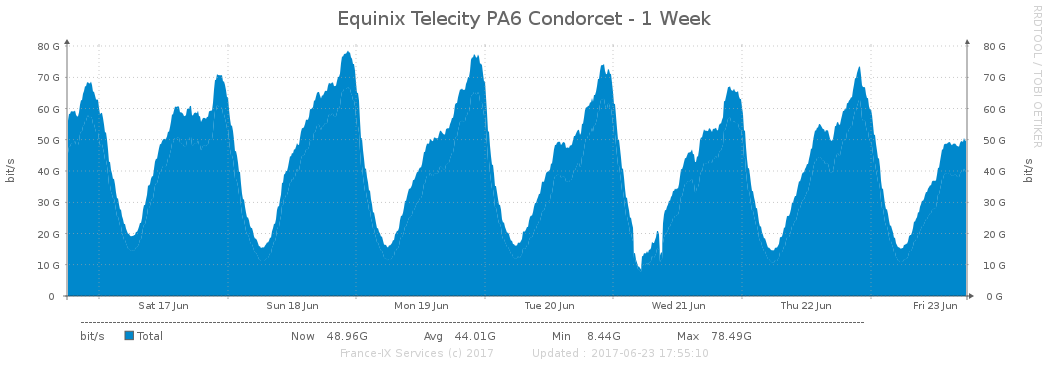 Equinix Telecity PA6 Condorcet - 1 Week
RRDTOOL / TOBI OETIKER
bit/s
80 G
70 G
60 G
50 G
40 G
30 G
20 G
10 G
0
80 G
70 G
60 G
50 G
40 G
30 G
20 G
10 G
0 G
bit/s
Sat 17 Jun Sun 18 Jun Mon 19 Jun Tue 20 Jun Wed 21 Jun Thu 22 Jun Fri 23 Jun
bit/s Total Now 48.96G Avg 44.01G Min 8.44G Max 78.49G
France-IX Services (c) 2017 Updated : 2017-06-23 17:55:10